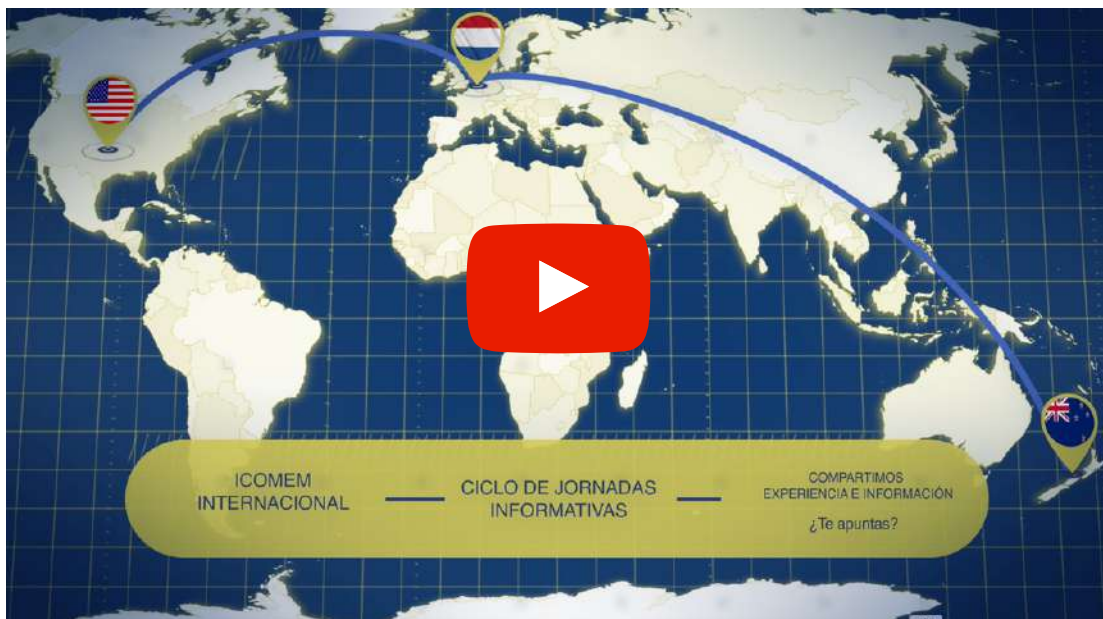 ICOMEM
INTERNACIONAL
CICLO DE JORNADAS
INFORMATIVAS
COMPARTIMOS
EXPERIENCIA E INFORMACIÓN
¿Te apuntas?